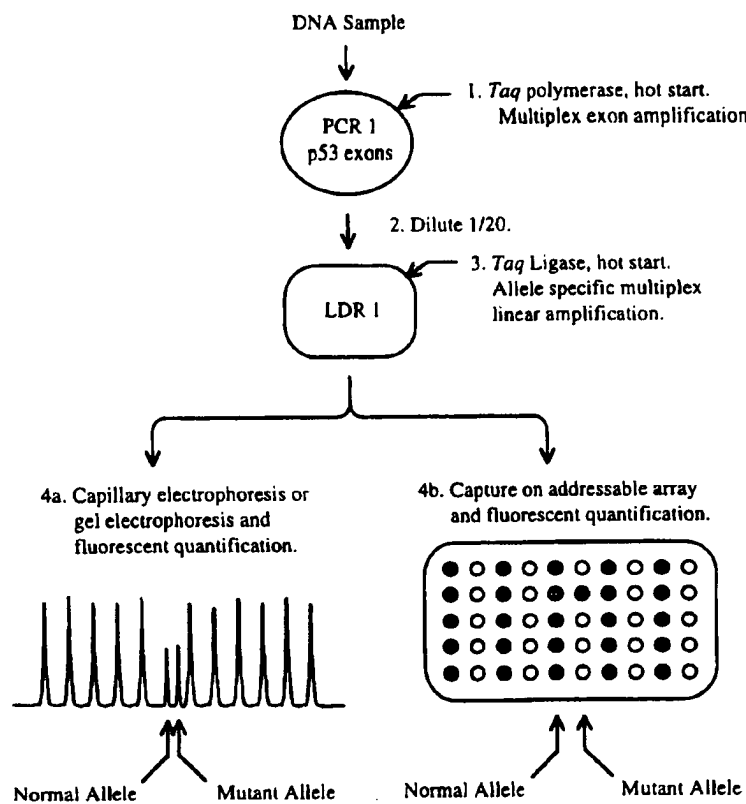 DNA Sample
1. Taq polymerase, hot start.
Multiplex exon amplification
PCR 1
p53 exons
2. Dilute 1/20.
3. Taq Ligase, hot start.
Allele specific multiplex
linear amplification.
LDR 1
4a. Capillary electrophoresis or
gel electrophoresis and
fluorescent quantification.
4b. Capture on addressable array
and fluorescent quantification.
Normal Allele
Mutant Allele
Normal Allele
Mutant Allele